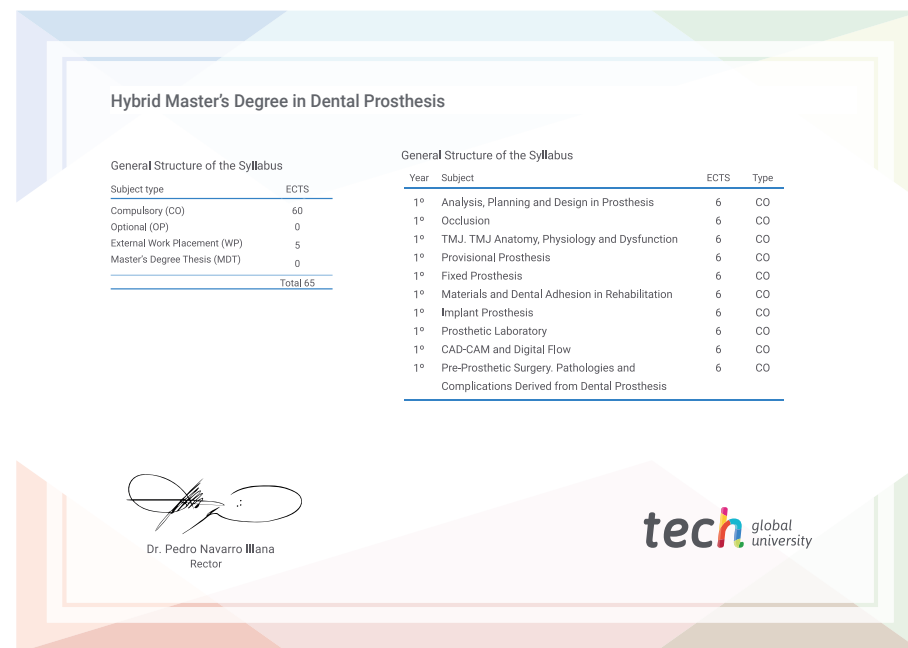 Hybrid Master's Degree in Dental Prosthesis
General Structure of the Syllabus
Subject type ECTS
Compulsory (CO) 60
Optional (OP) 0
External Work Placement (WP) 5
Master's Degree Thesis (MDT) 0
Total 65
General Structure of the Syllabus
Year Subject ECTS Type
1º Analysis, Planning and Design in Prosthesis 6 CO
1º Occlusion 6 CO
1º TMJ. TMJ Anatomy, Physiology and Dysfunction 6 CO
1º Provisional Prosthesis 6 CO
1º Fixed Prosthesis 6 CO
1º Materials and Dental Adhesion in Rehabilitation 6 CO
1º Implant Prosthesis 6 CO
1º Prosthetic Laboratory 6 CO
1º CAD-CAM and Digital Flow 6 CO
1º Pre-Prosthetic Surgery. Pathologies and 6 CO
Complications Derived from Dental Prosthesis
Dr. Pedro Navarro Illana
Rector
tech global
university